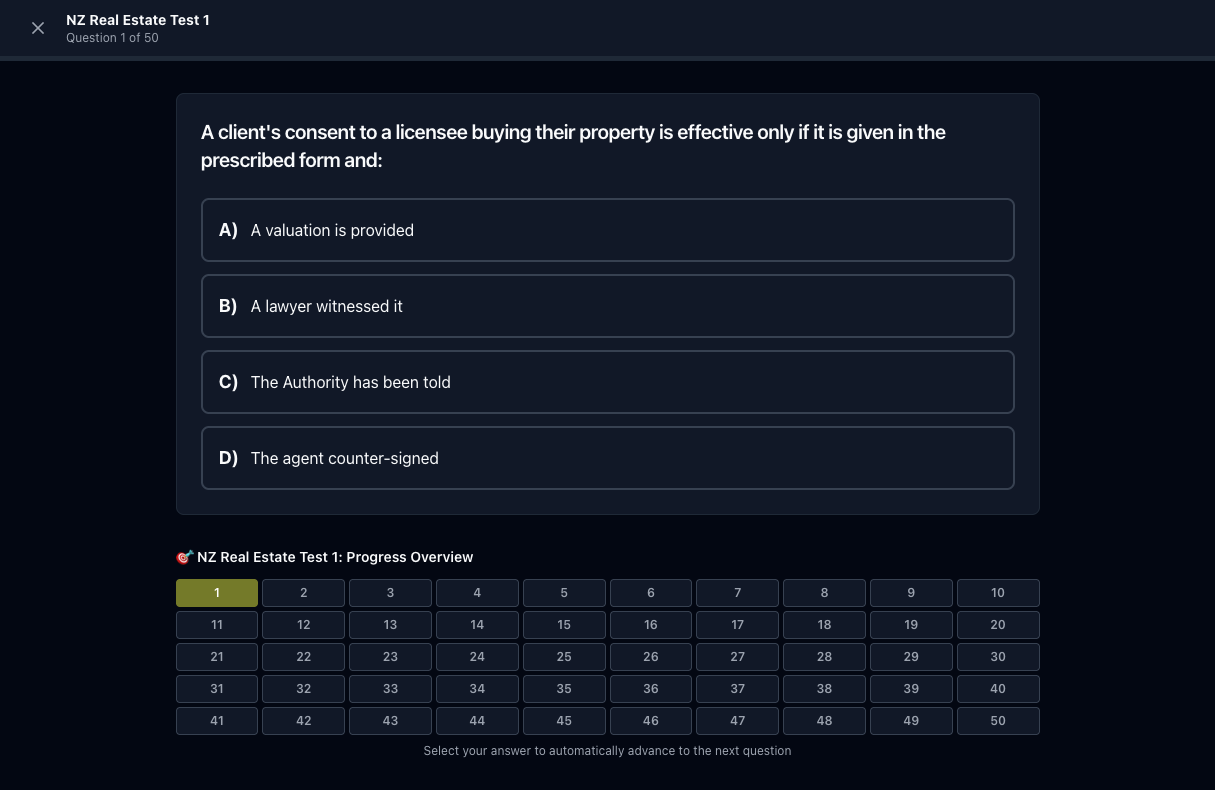 NZ Real Estate Test 1
Question 1 of 50
A client's consent to a licensee buying their property is effective only if it is given in the
prescribed form and:
A) A valuation is provided
B) A lawyer witnessed it
C) The Authority has been told
D) The agent counter-signed
NZ Real Estate Test 1: Progress Overview
1 2 3 4 5 6 7 8 9 10
11 12 13 14 15 16 17 18 19 20
21 22 23 24 25 26 27 28 29 30
31 32 33 34 35 36 37 38 39 40
41 42 43 44 45 46 47 48 49 50
Select your answer to automatically advance to the next question